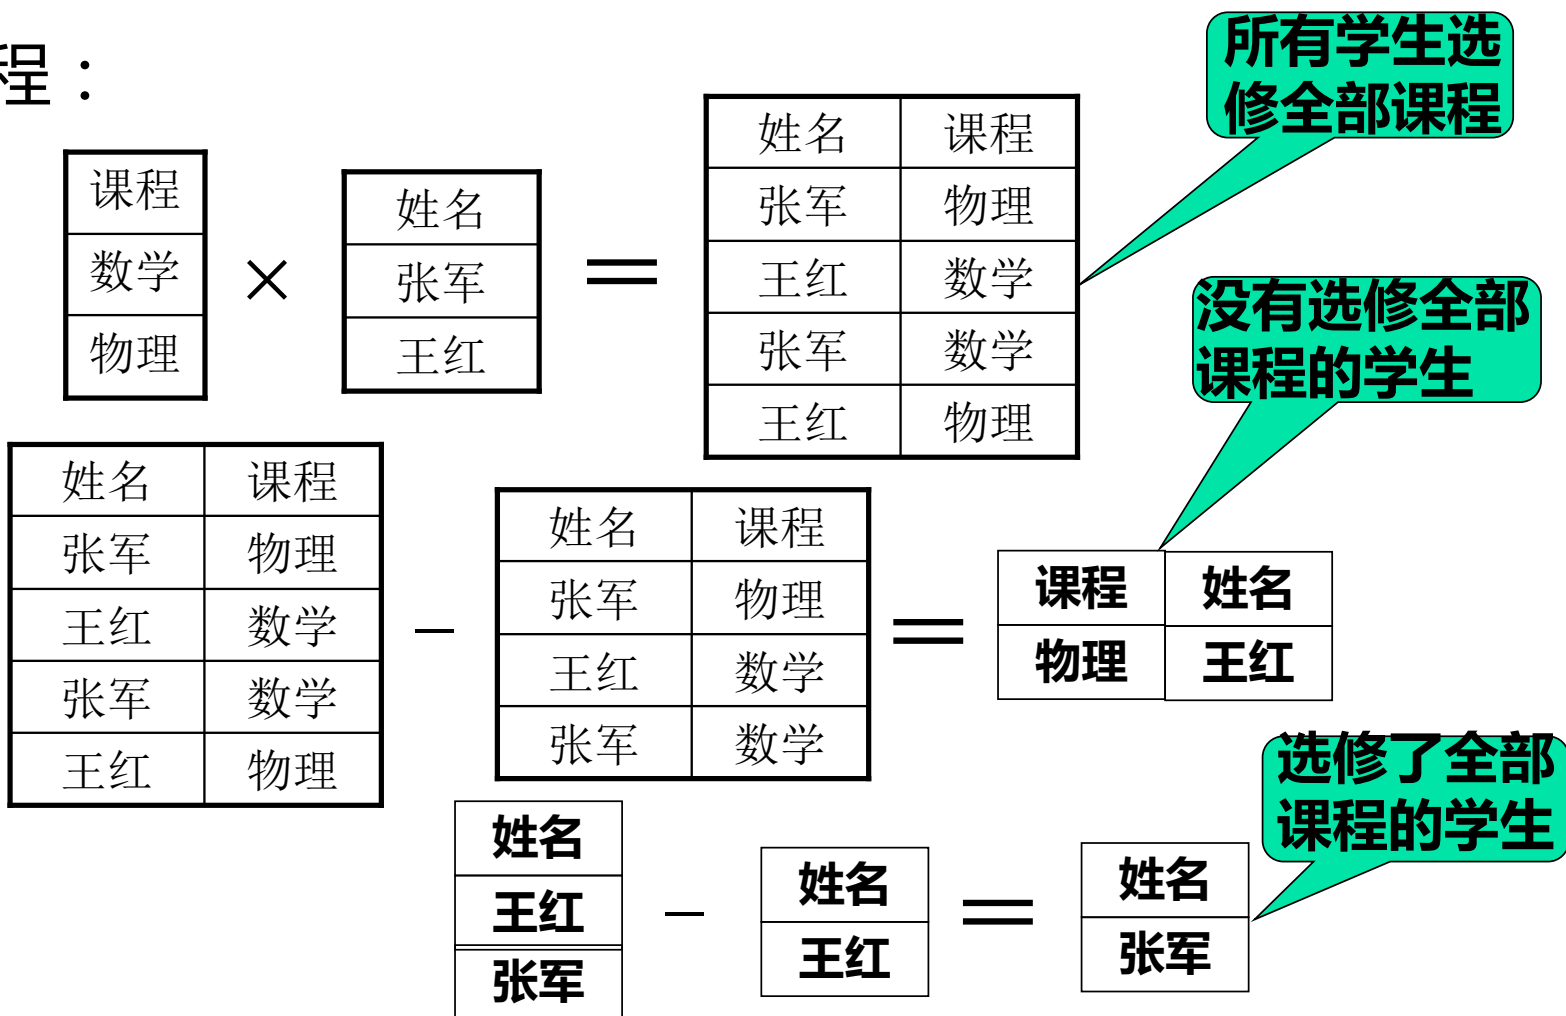 程：
所有学生选
修全部课程
课程
数学
物理
×
姓名
张军
王红
=
姓名 课程
张军 物理
王红 数学
张军 数学
王红 物理
没有选修全部
课程的学生
姓名 课程
张军 物理
王红 数学
张军 数学
王红 物理
－
姓名 课程
张军 物理
王红 数学
张军 数学
=
课程 姓名
物理 王红
选修了全部
课程的学生
姓名
王红
张军
－
姓名
王红
=
姓名
张军